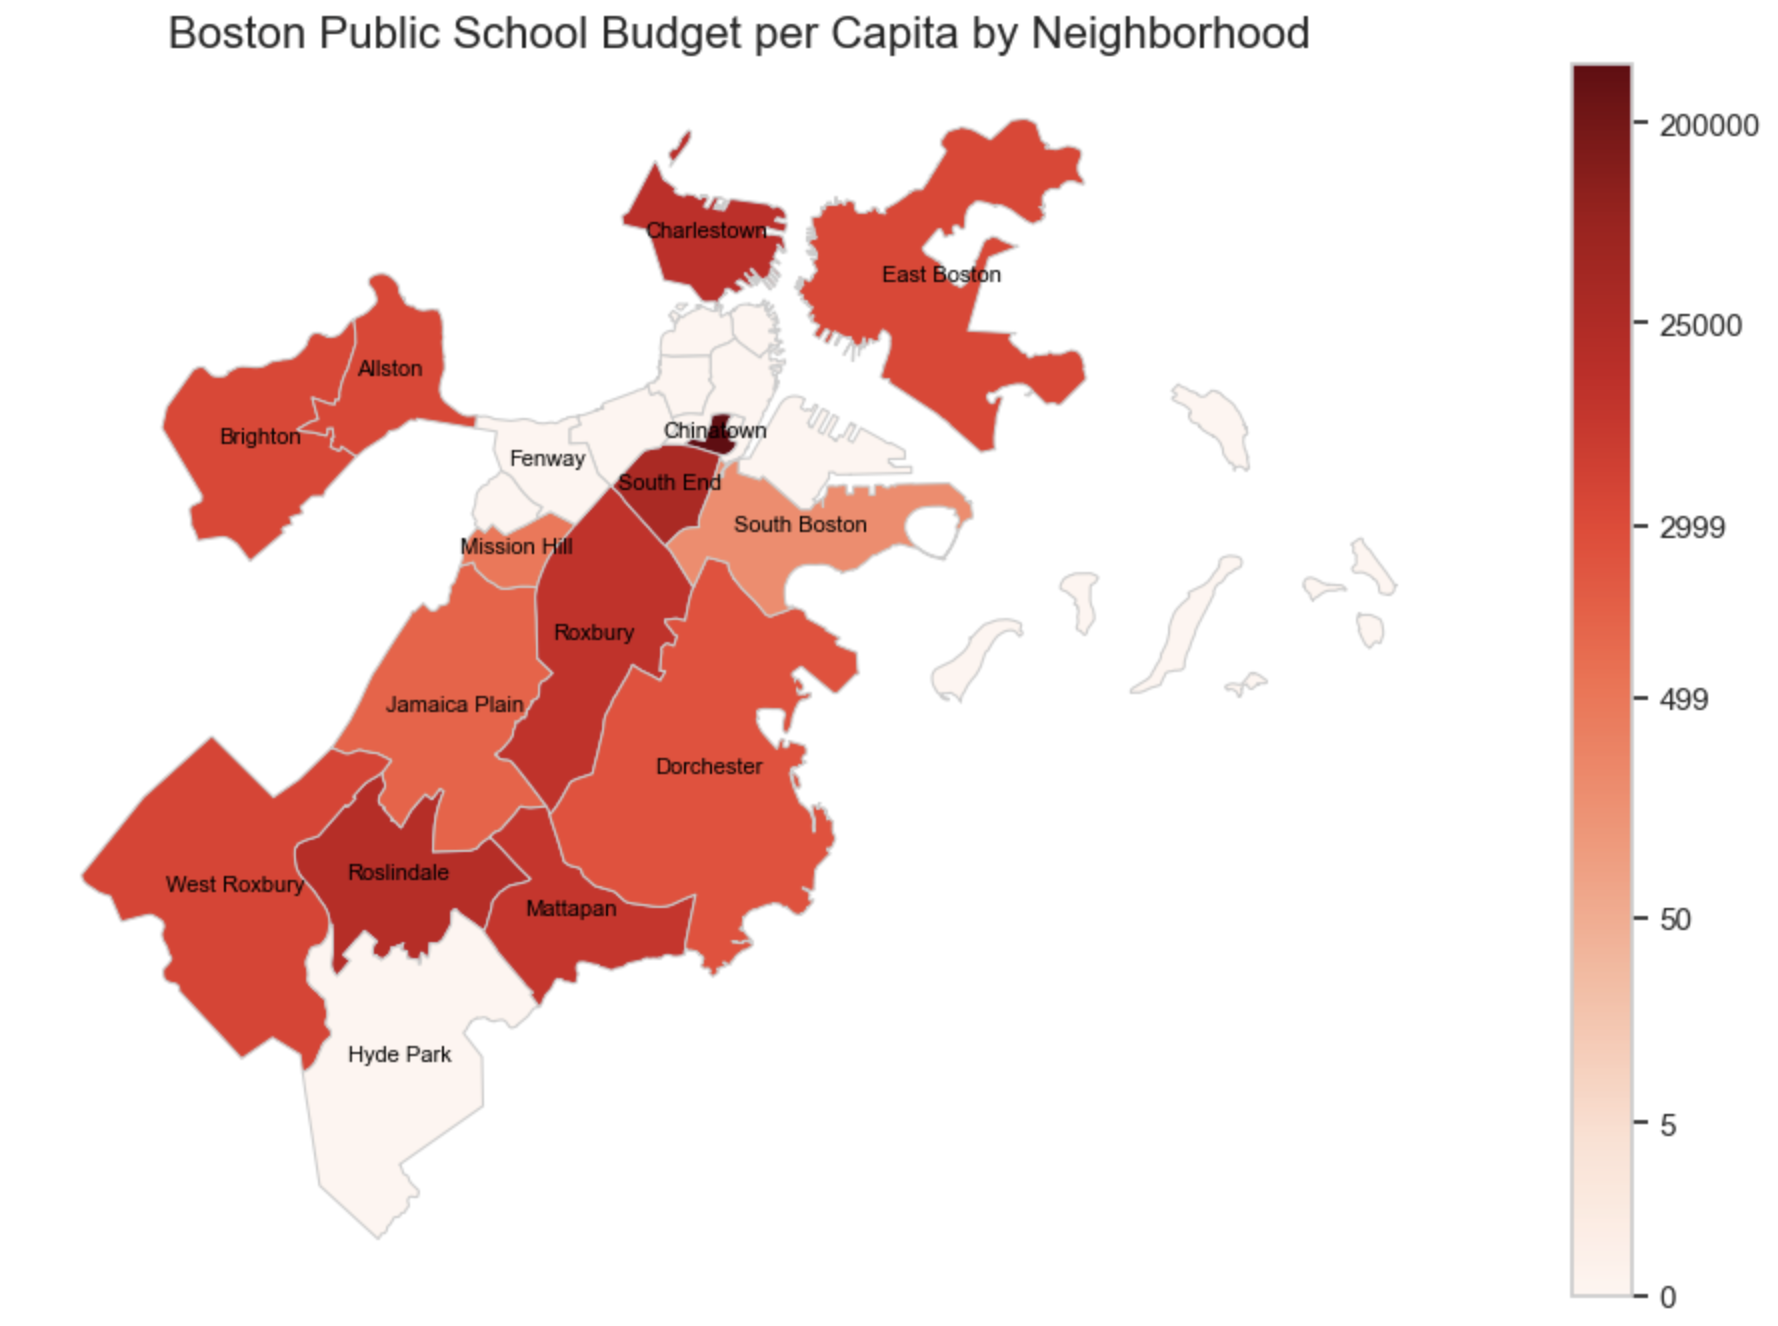 Boston Public School Budget per Capita by Neighborhood
200000
Charlestown
East Boston
25000
Allston
Chinatown
Brighton
Fenway
South End
South Boston
2999
Mission Hill
Roxbury
499
Jamaica Plain
Dorchester
Roslindale
West Roxbury
Mattapan
50
Hyde Park
5
0